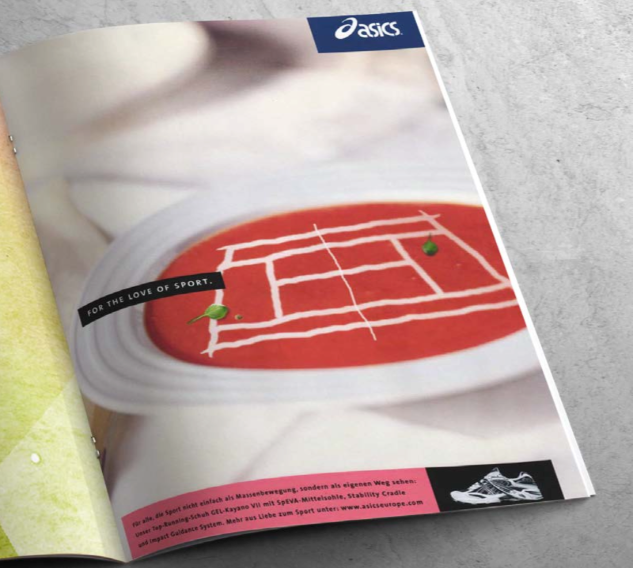 asics
FOR THE LOVE OF SPORT.
Für alle, die Sport nicht einfach als Massenbewegung, sondern als eigenen Weg sehen:
Unser Top-Running-Schuh GEL-Kayano VII mit SpEVA-Mittelsohle, Stability Cradle
und Impact Guidance System. Mehr aus Liebe zum Sport unter: www.asicseurope.com